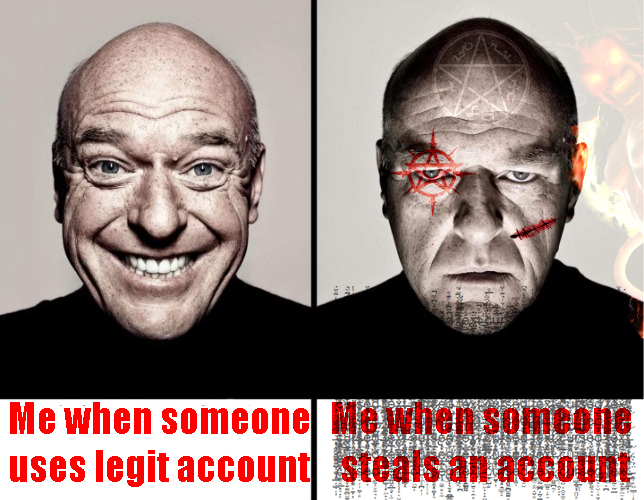 Me when someone
uses legit account
Me when someone
steals an account